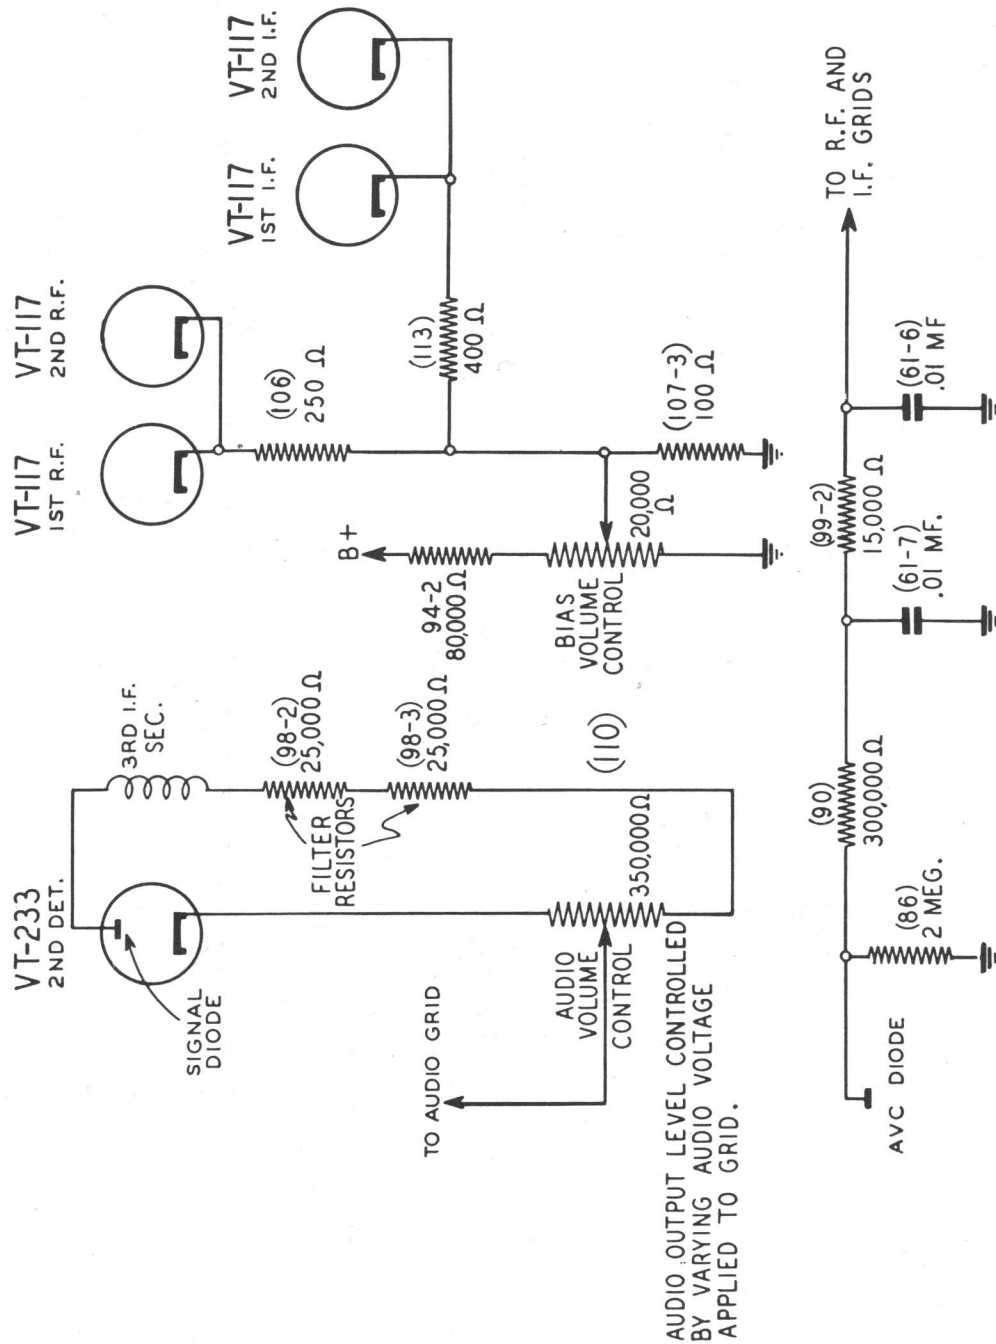 VT-233
2ND DET.
SIGNAL
DIODE
3RD I.F.
SEC.
(98-2)
25,000 Ω
(98-3)
25,000 Ω
FILTER
RESISTORS
TO AUDIO GRID
AUDIO
VOLUME
CONTROL
350,000 Ω
(110)
AUDIO OUTPUT LEVEL CONTROLLED
BY VARYING AUDIO VOLTAGE
APPLIED TO GRID.
VT-117
1ST R.F.
VT-117
2ND R.F.
VT-117
1ST I.F.
VT-117
2ND I.F.
(106)
250 Ω
(113)
400 Ω
B+
94-2
80,000 Ω
BIAS
VOLUME
CONTROL
20,000
Ω
(107-3)
100 Ω
AVC DIODE
(86)
2 MEG.
(90)
300,000 Ω
(61-7)
.01 MF.
(99-2)
15,000 Ω
(61-6)
.01 MF
TO R.F. AND
I.F. GRIDS